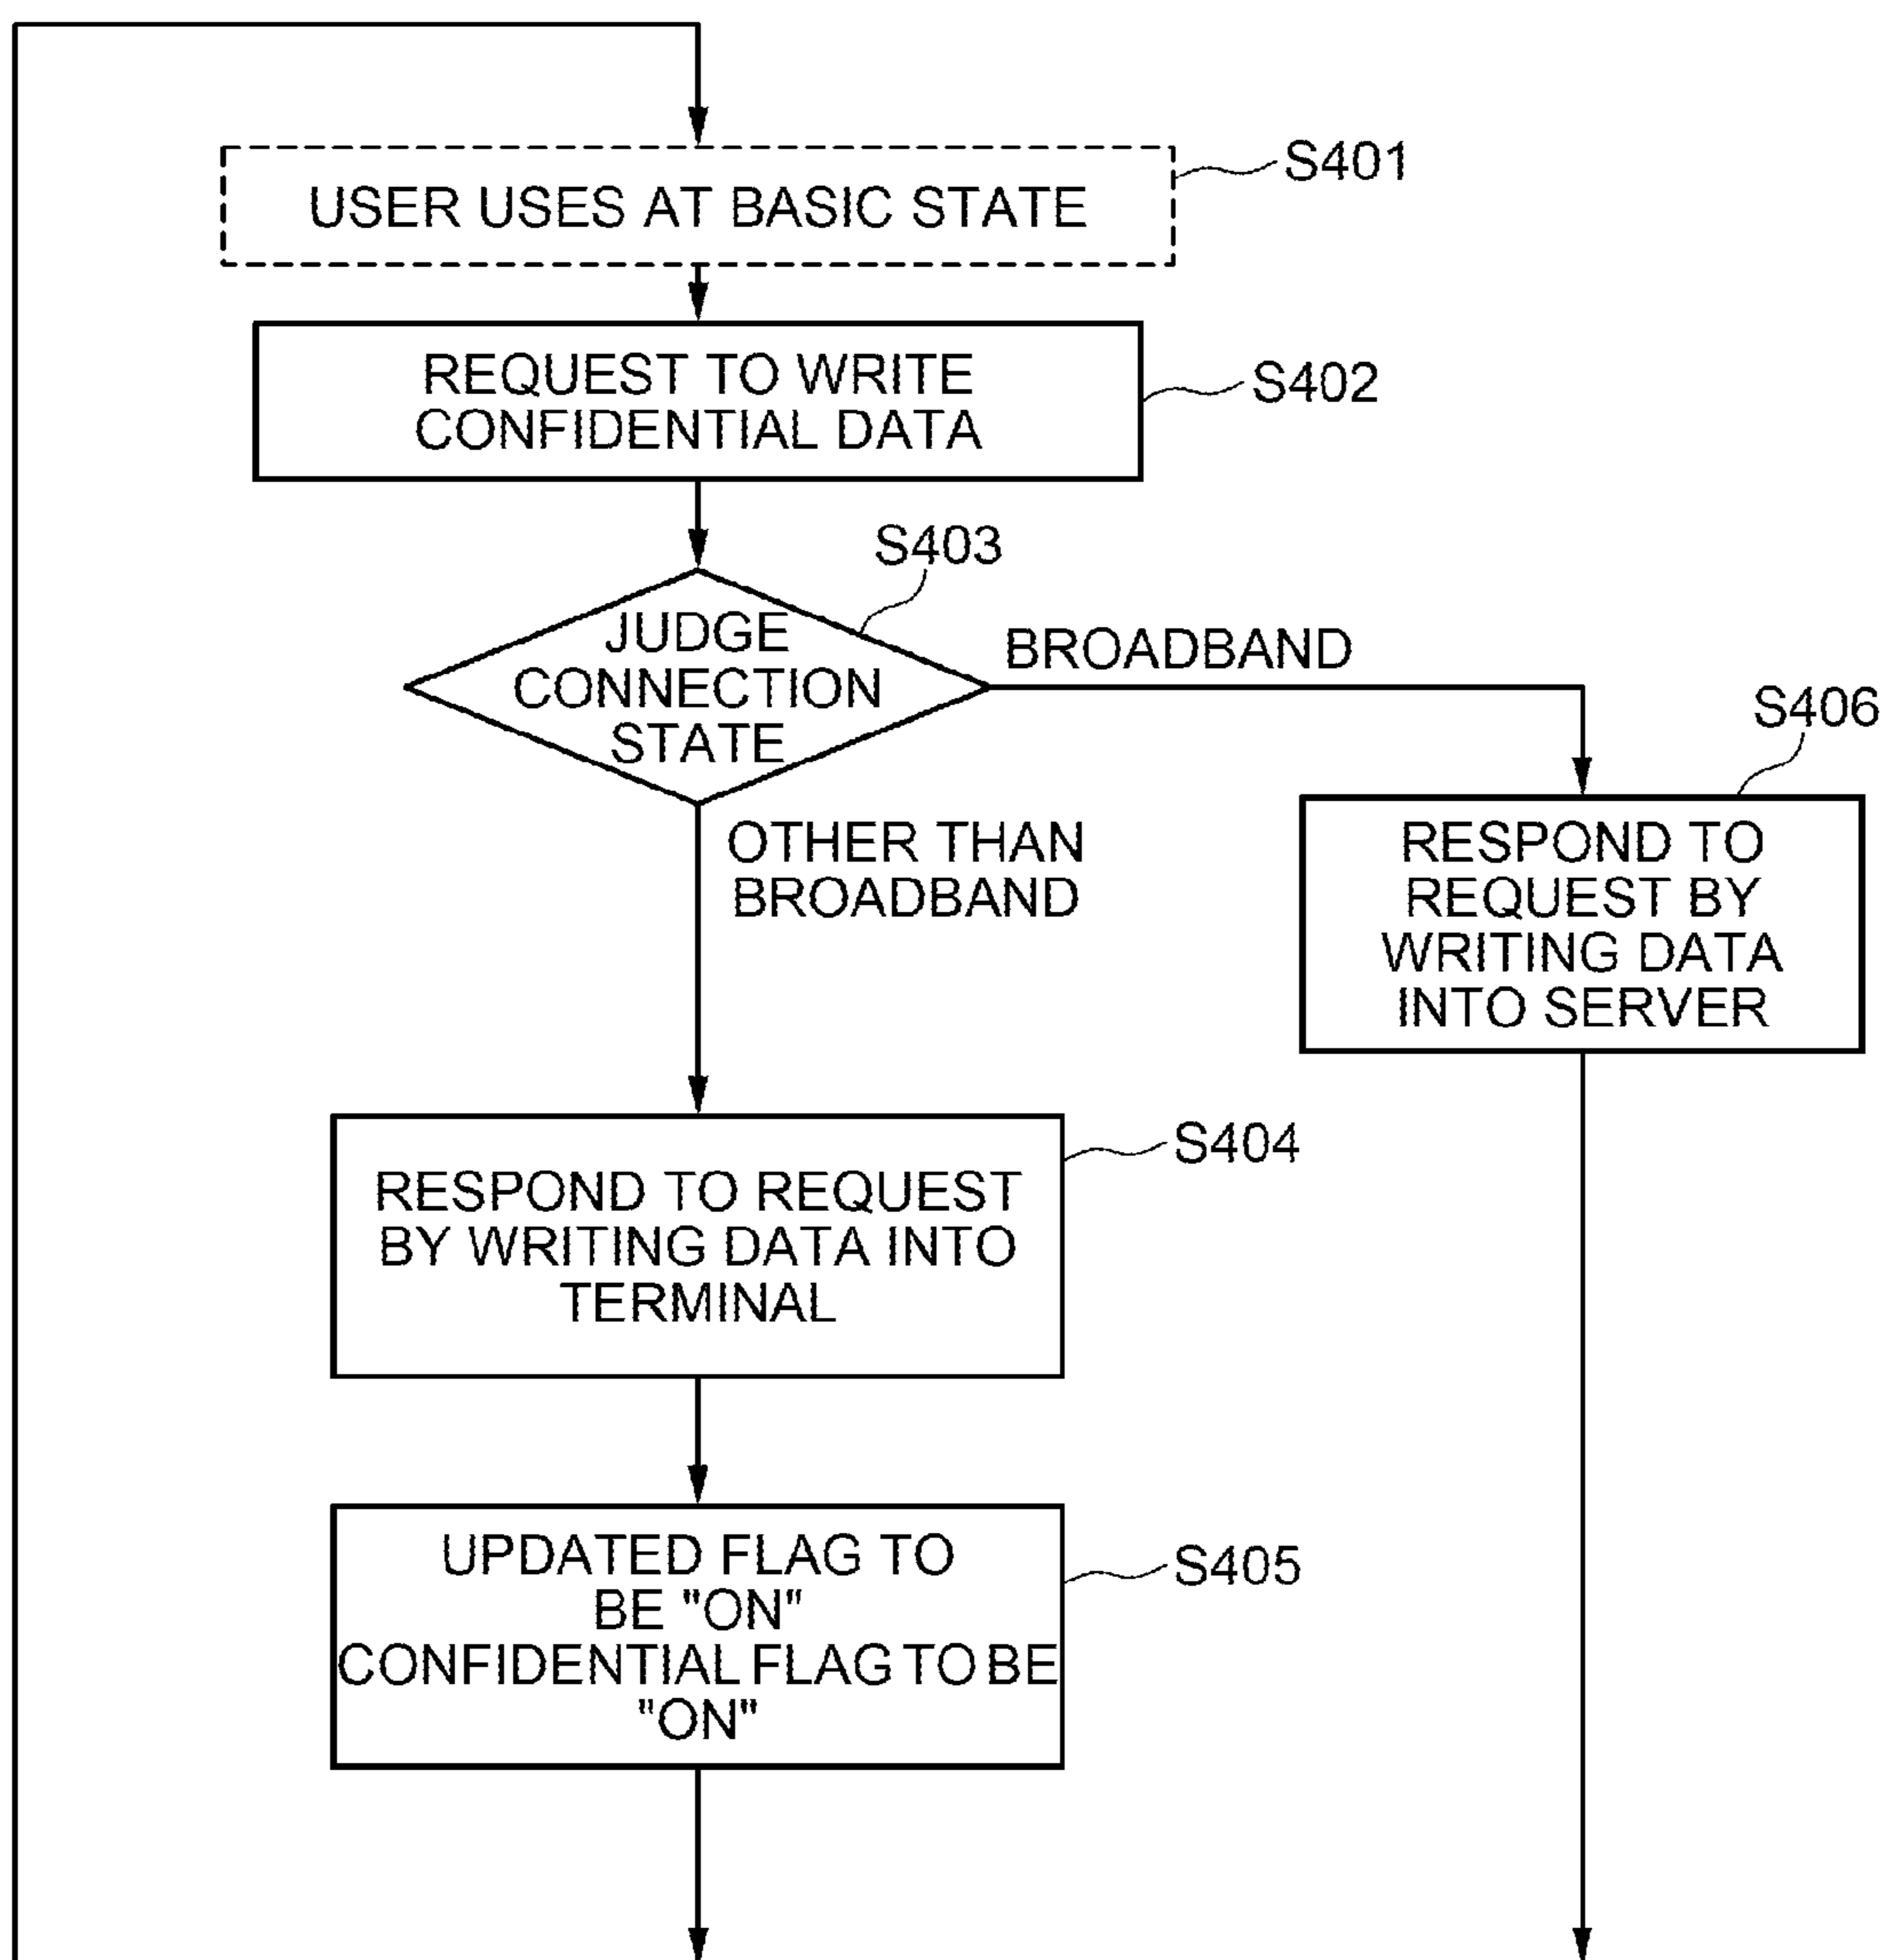 S401
USER USES AT BASIC STATE
REQUEST TO WRITE
CONFIDENTIAL DATA
S402
S403
JUDGE
CONNECTION
STATE
BROADBAND
S406
OTHER THAN
BROADBAND
RESPOND TO
REQUEST BY
WRITING DATA
INTO SERVER
S404
RESPOND TO REQUEST
BY WRITING DATA INTO
TERMINAL
UPDATED FLAG TO
BE "ON"
CONFIDENTIAL FLAG TO BE
"ON"
S405